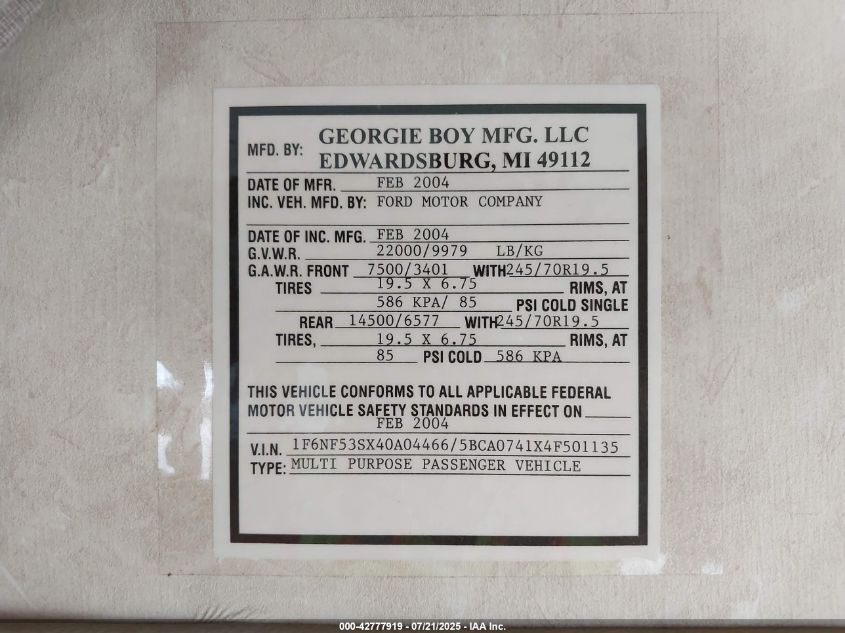 MFD. BY: GEORGIE BOY MFG. LLC
EDWARDSBURG, MI 49112
DATE OF MFR. FEB 2004
INC. VEH. MFD. BY: FORD MOTOR COMPANY
DATE OF INC. MFG. FEB 2004
G.V.W.R. 22000/9979 LB/KG
G.A.W.R. FRONT 7500/3401 WITH 245/70R19.5
TIRES 19.5 X 6.75 RIMS, AT
586 KPA/ 85 PSI COLD SINGLE
REAR 14500/6577 WITH 245/70R19.5
TIRES, 19.5 X 6.75 RIMS, AT
85 PSI COLD 586 KPA
THIS VEHICLE CONFORMS TO ALL APPLICABLE FEDERAL
MOTOR VEHICLE SAFETY STANDARDS IN EFFECT ON
FEB 2004
V.I.N. 1F6NF53SX40A04466/5BCA0741X4F501135
TYPE: MULTI PURPOSE PASSENGER VEHICLE
000-42777919 - 07/21/2025 - IAA Inc.